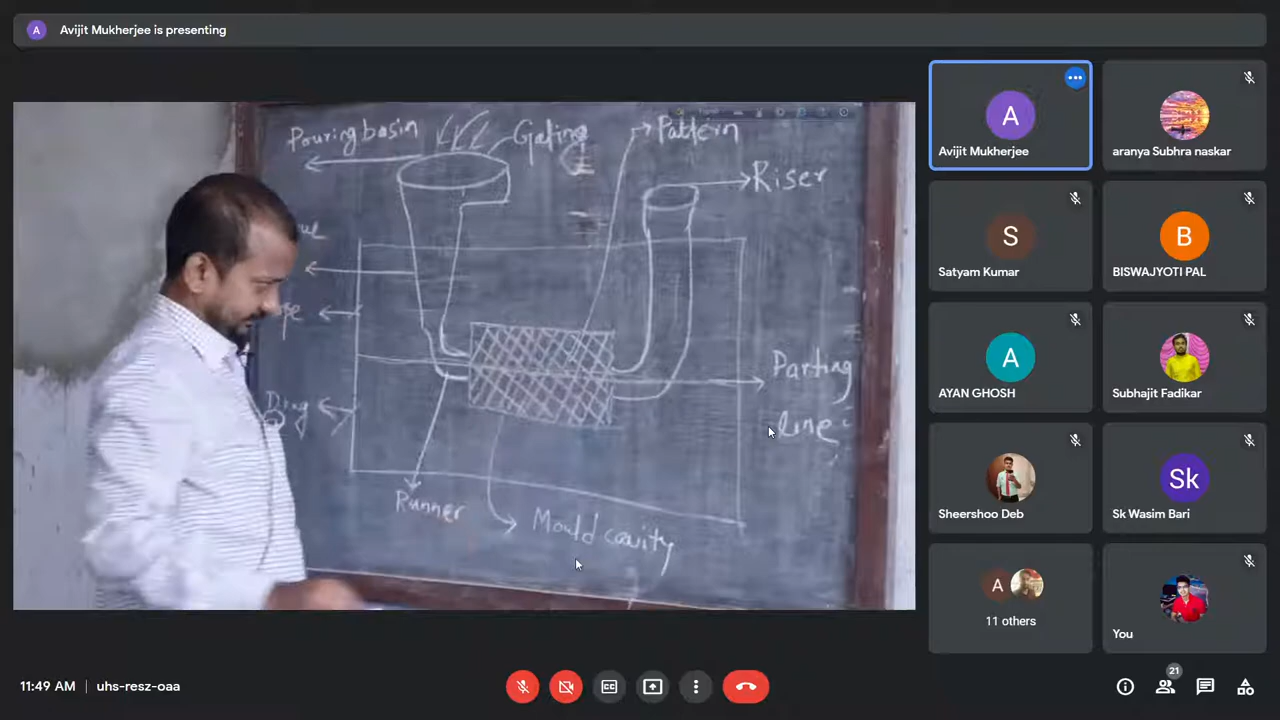 A
Avijit Mukherjee is presenting
Pouring basin
Gating
Pattern
Riser
Parting
line
Drag
Runner
Mould cavity
A
Avijit Mukherjee
aranya Subhra naskar
S
Satyam Kumar
B
BISWAJYOTI PAL
A
AYAN GHOSH
Subhajit Fadikar
Sheershoo Deb
Sk
Sk Wasim Bari
A
11 others
You
11:49 AM | uhs-resz-oaa
CC
21